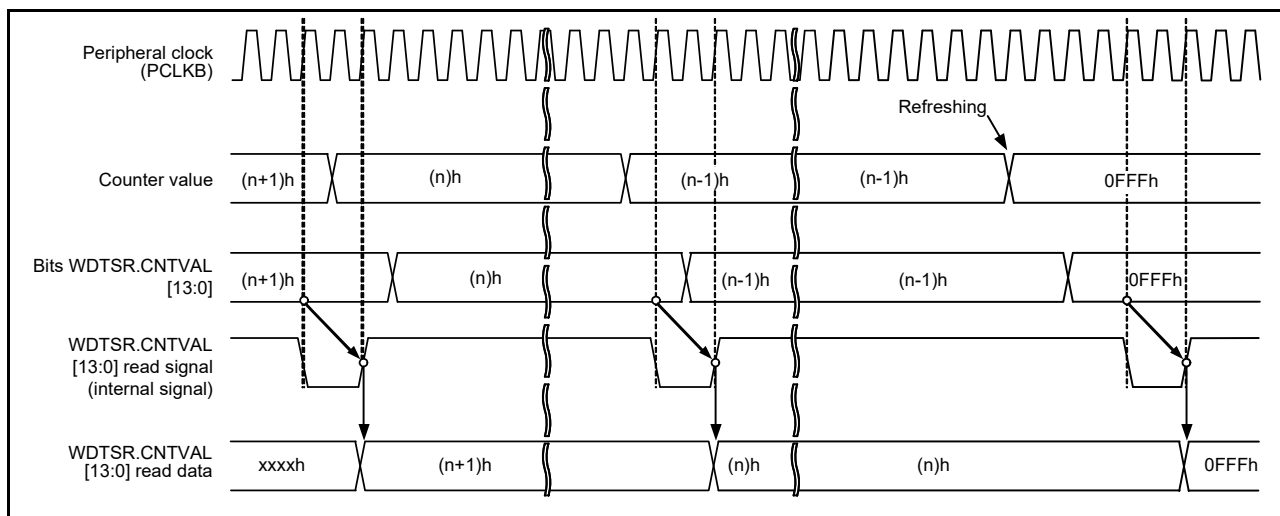 Peripheral clock
(PCLKB)
Refreshing
Counter value
(n+1)h
(n)h
(n-1)h
(n-1)h
0FFFh
Bits WDTSR.CNTVAL
[13:0]
(n+1)h
(n)h
(n-1)h
(n-1)h
0FFFh
WDTSR.CNTVAL
[13:0] read signal
(internal signal)
WDTSR.CNTVAL
[13:0] read data
xxxxh
(n+1)h
(n)h
(n)h
0FFFh